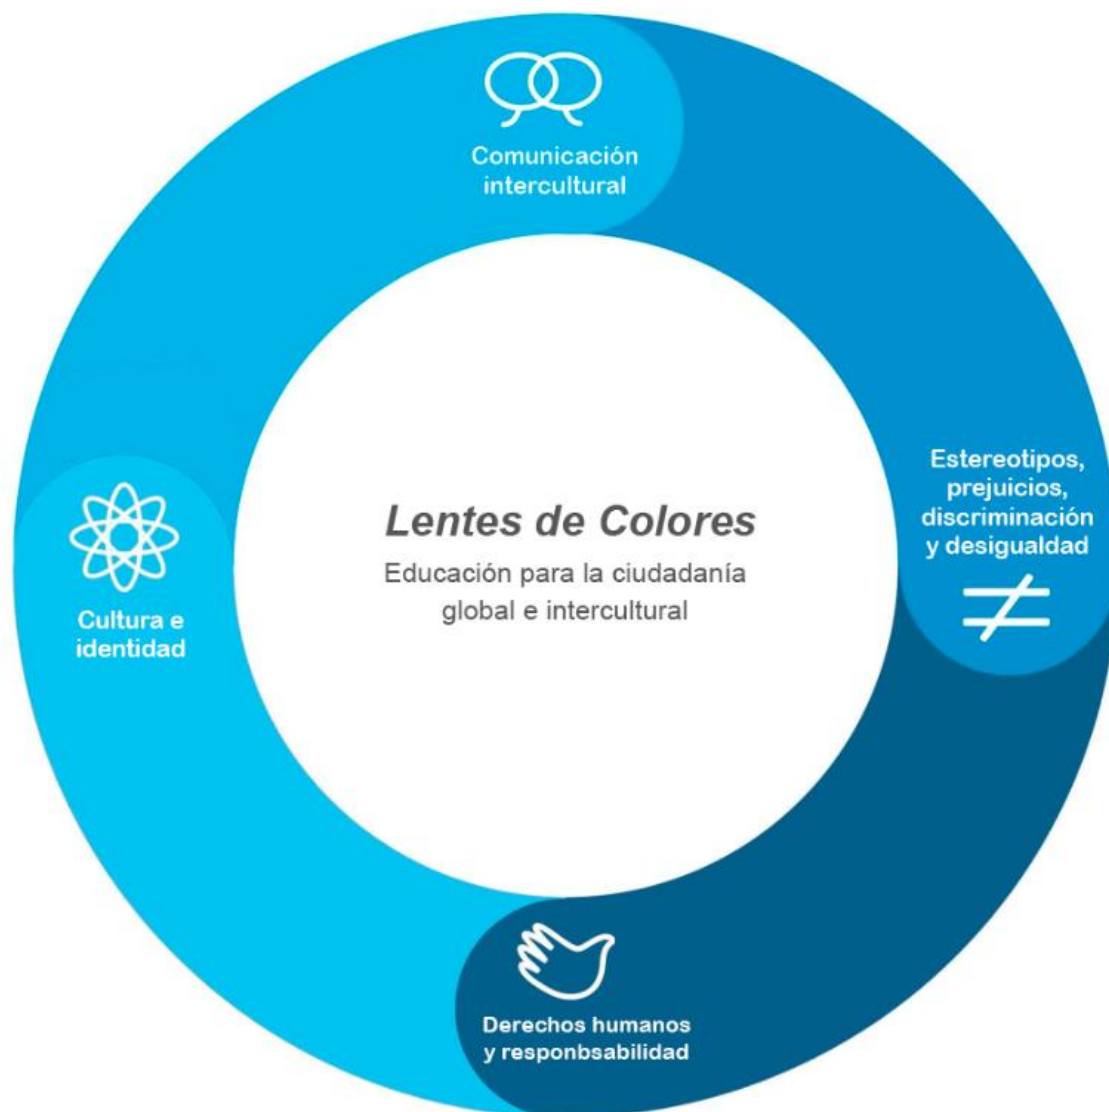 Comunicación
intercultural
Estereotipos,
prejuicios,
discriminación
y desigualdad
Lentes de Colores
Educación para la ciudadanía
global e intercultural
Cultura e
identidad
Derechos humanos
y responbsabilidad